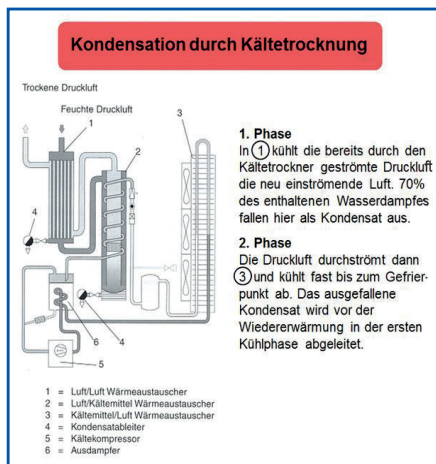 Kondensation durch Kältetrocknung
Trockene Druckluft
Feuchte Druckluft
1
2
3
4
4
6
5
1. Phase
In 1 kühlt die bereits durch den
Kältetrockner geströmte Druckluft
die neu einströmende Luft. 70%
des enthaltenen Wasserdampfes
fallen hier als Kondensat aus.
2. Phase
Die Druckluft durchströmt dann
3 und kühlt fast bis zum Gefrier-
punkt ab. Das ausgefallene
Kondensat wird vor der
Wiedererwärmung in der ersten
Kühlphase abgeleitet.
1 = Luft/Luft Wärmeaustauscher
2 = Luft/Kältemittel Wärmeaustauscher
3 = Kältemittel/Luft Wärmeaustauscher
4 = Kondensatableiter
5 = Kältekompressor
6 = Ausdampfer